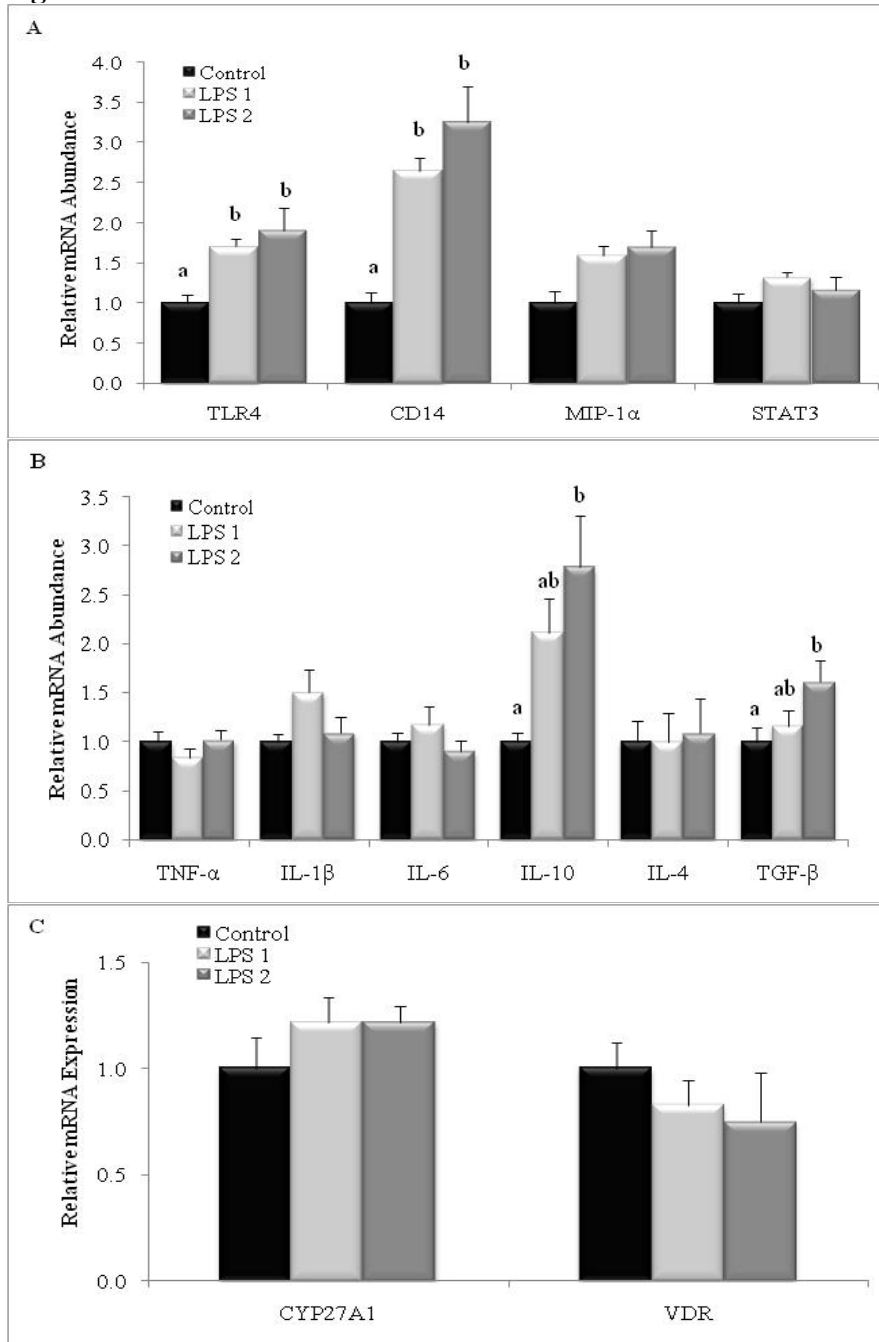 A
Control
LPS 1
LPS 2
Relative mRNA Abundance
4.0
3.5
3.0
2.5
2.0
1.5
1.0
0.5
0.0
a
b
b
a
b
b
TLR4 CD14 MIP-1α STAT3
B
Control
LPS 1
LPS 2
Relative mRNA Abundance
3.5
3.0
2.5
2.0
1.5
1.0
0.5
0.0
a
ab
b
a
ab
b
TNF-α IL-1β IL-6 IL-10 IL-4 TGF-β
C
Control
LPS 1
LPS 2
Relative mRNA Expression
1.5
1.0
0.5
0.0
CYP27A1 VDR